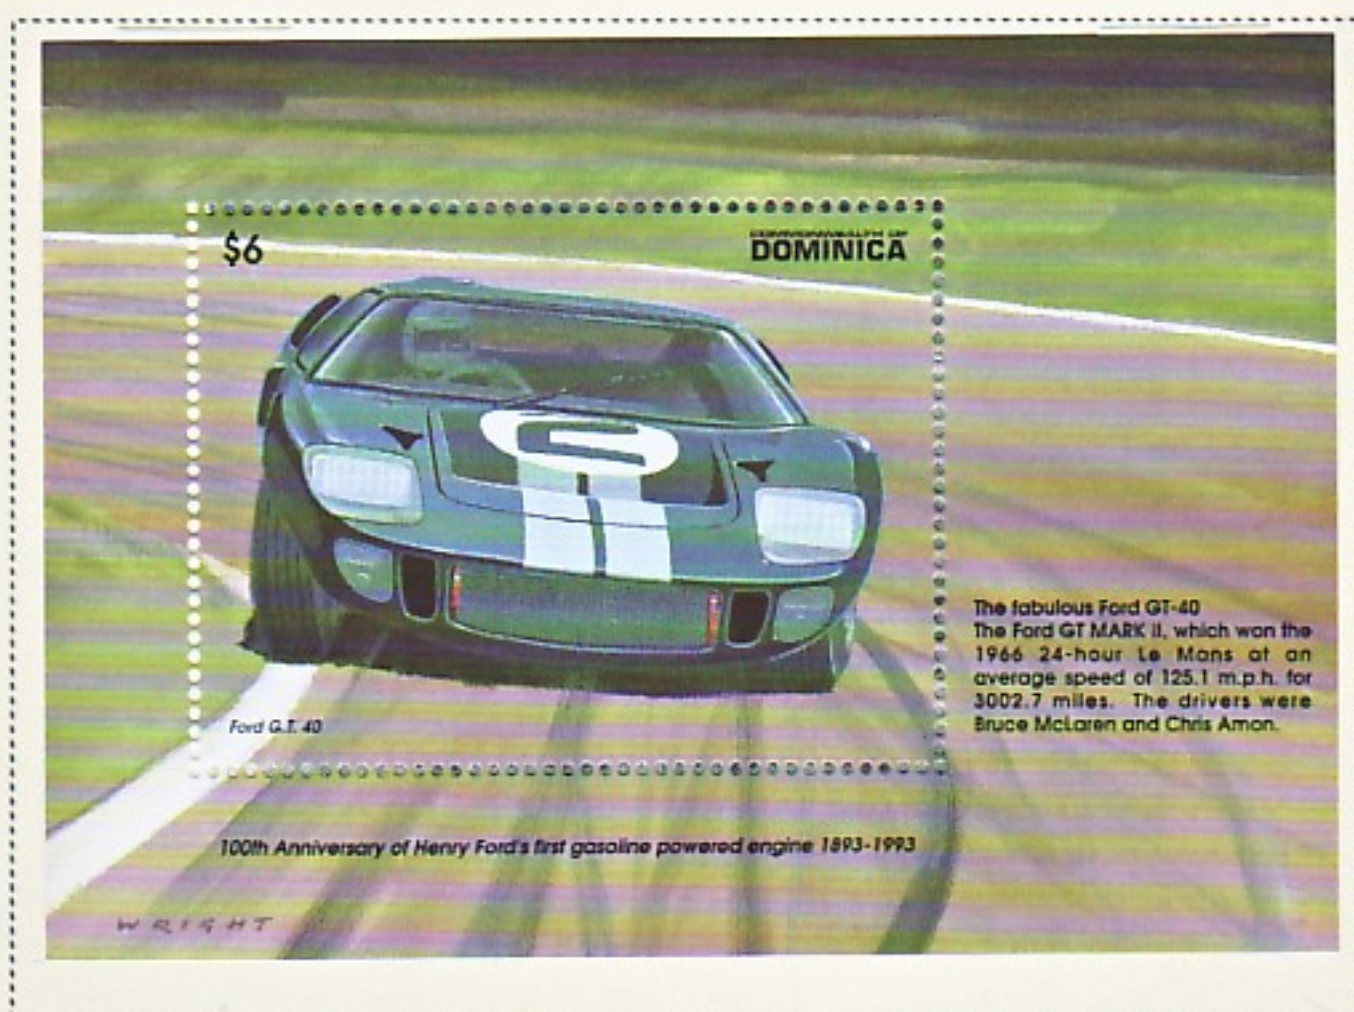 $6
COMMONWEALTH OF
DOMINICA
The fabulous Ford GT-40
The Ford GT MARK II, which won the
1966 24-hour Le Mans at an
average speed of 125.1 m.p.h. for
3002.7 miles. The drivers were
Bruce McLaren and Chris Amon.
Ford G.T. 40
100th Anniversary of Henry Ford's first gasoline powered engine 1893-1993
WRIGHT